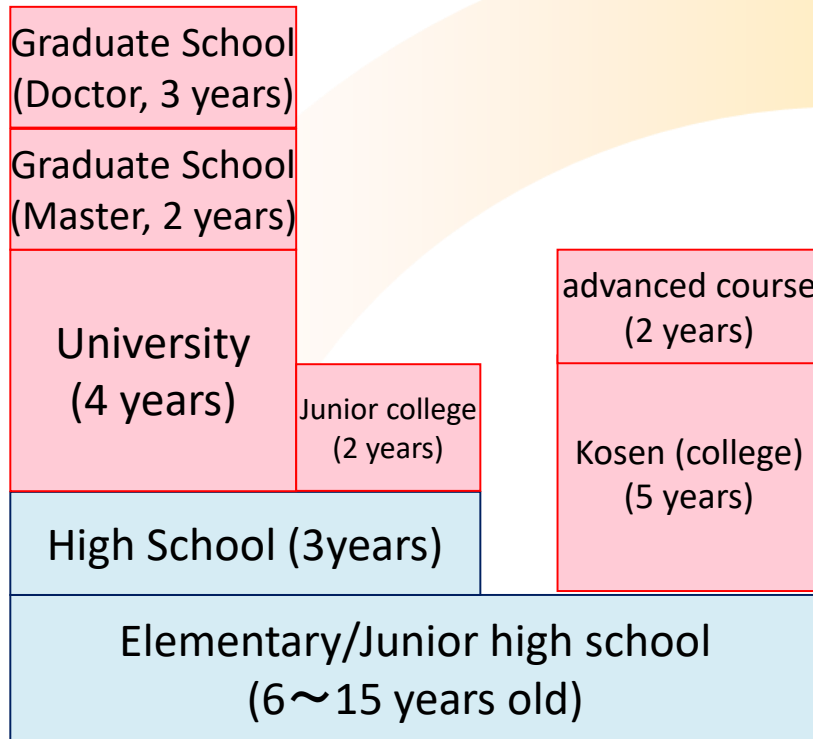 Graduate School
(Doctor, 3 years)
Graduate School
(Master, 2 years)
University
(4 years)
Junior college
(2 years)
advanced course
(2 years)
Kosen (college)
(5 years)
High School (3years)
Elementary/Junior high school
(6～15 years old)